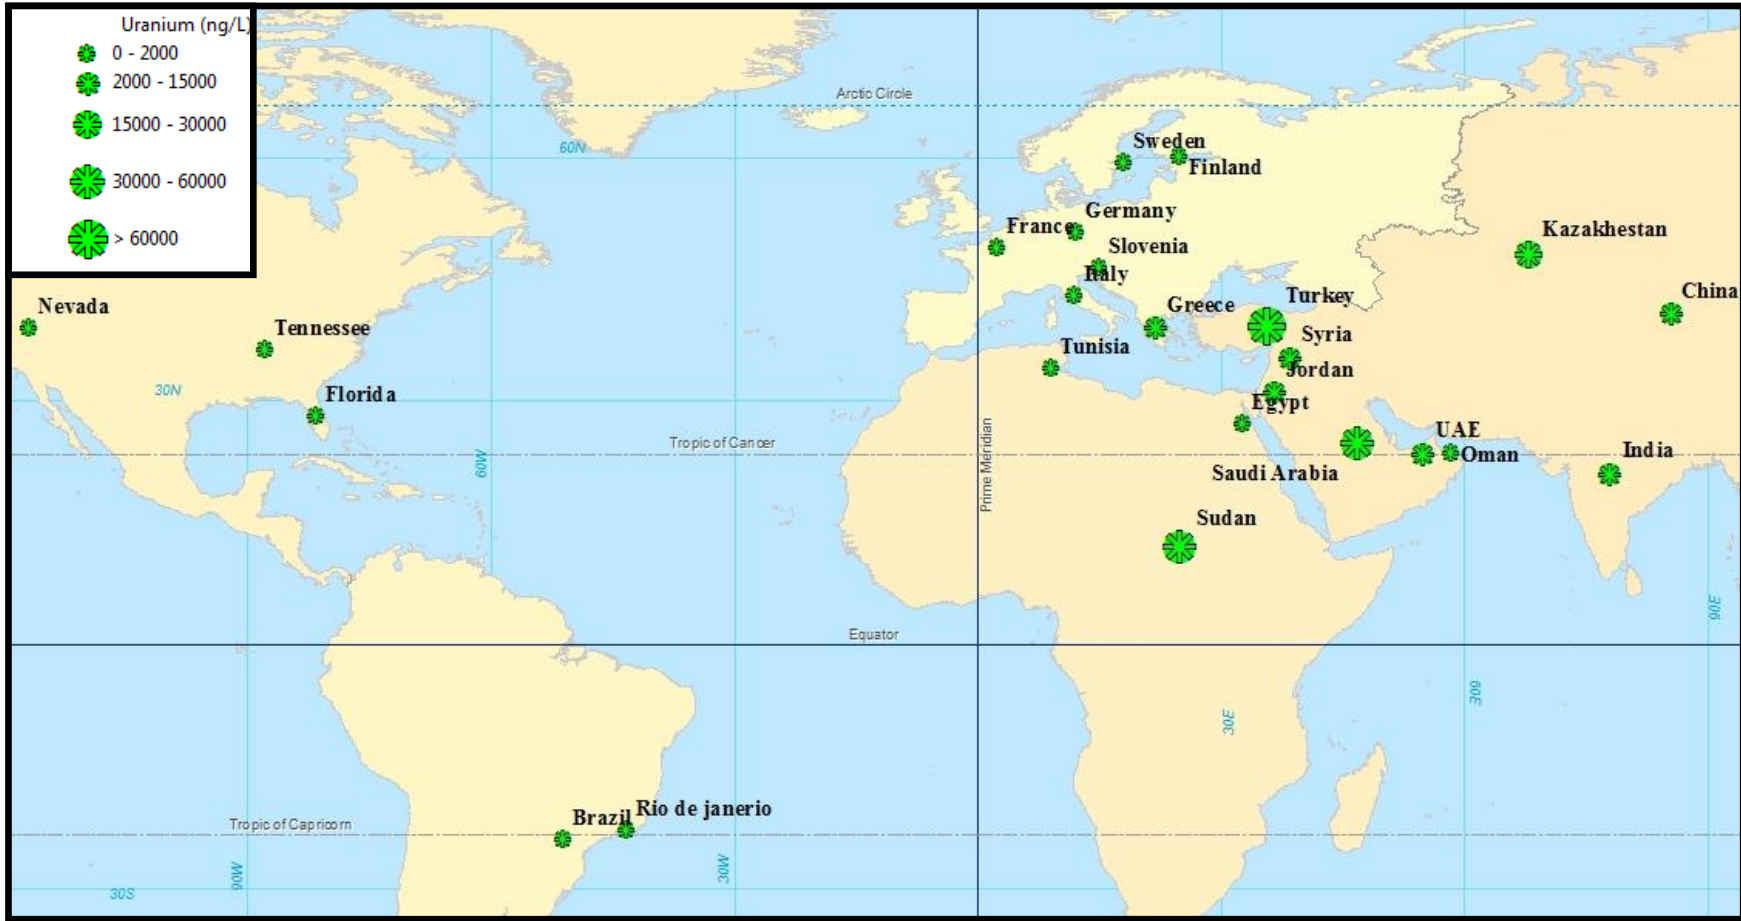 Uranium (ng/L)
0 - 2000
2000 - 15000
15000 - 30000
30000 - 60000
> 60000
Arctic Circle
60N
Sweden
Finland
Germany
France
Slovenia
Italy
Kazakhestan
China
Nevada
Tennessee
Greece
Turkey
Syria
Tunisia
Jordan
30N
Florida
Egypt
Tropic of Cancer
60W
Prime Meridian
UAE
Oman
India
Saudi Arabia
Sudan
90E
Equator
60E
30E
Rio de janerio
Brazil
Tropic of Capricorn
90W
30W
30S